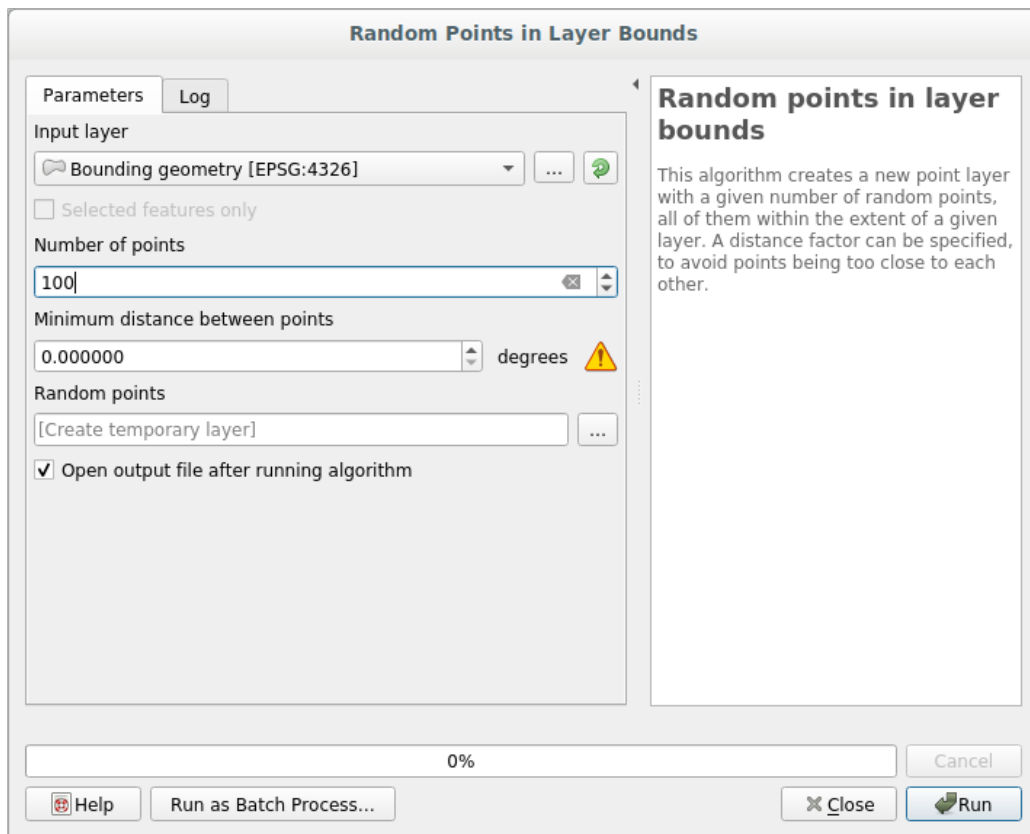 Random Points in Layer Bounds
Parameters
Log
Input layer
Bounding geometry [EPSG:4326]
...
Selected features only
Number of points
100
Minimum distance between points
0.000000
degrees
Random points
[Create temporary layer]
...
Open output file after running algorithm
Random points in layer
bounds
This algorithm creates a new point layer
with a given number of random points,
all of them within the extent of a given
layer. A distance factor can be specified,
to avoid points being too close to each
other.
0%
Cancel
Help
Run as Batch Process...
Close
Run